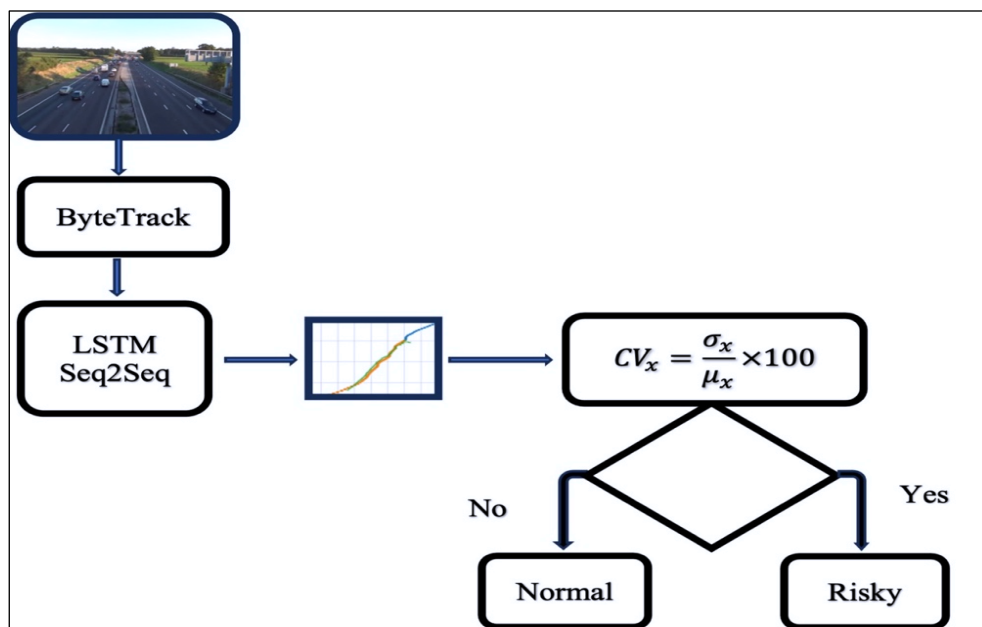 ByteTrack
LSTM
Seq2Seq
CVₓ = σₓ / μₓ ×100
No
Yes
Normal
Risky